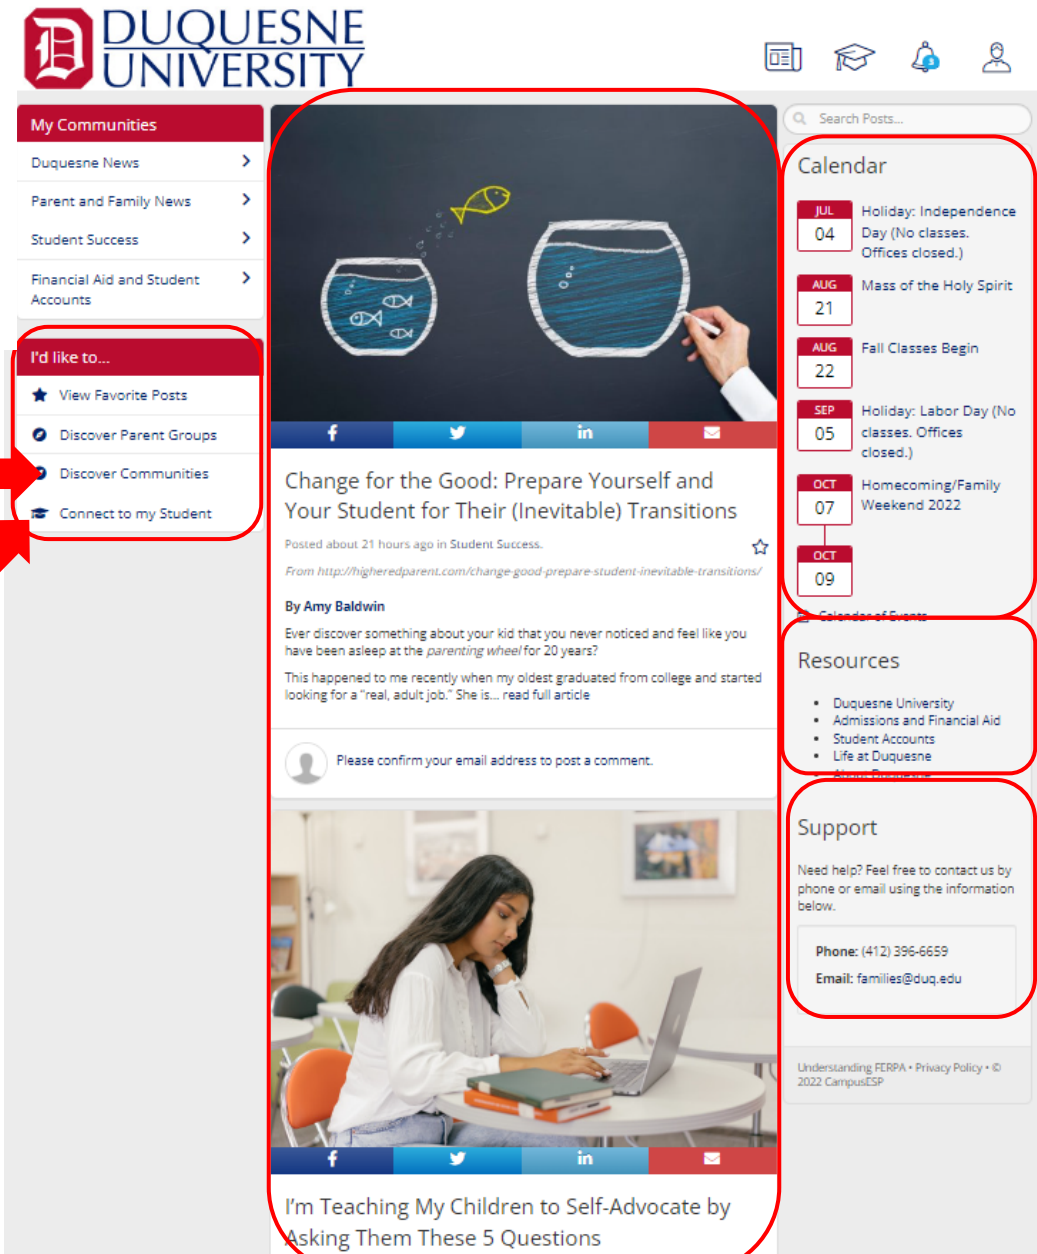 DUQUESNE
UNIVERSITY
My Communities
Duquesne News
Parent and Family News
Student Success
Financial Aid and Student
Accounts
I'd like to...
View Favorite Posts
Discover Parent Groups
Discover Communities
Connect to my Student
Change for the Good: Prepare Yourself and
Your Student for Their (Inevitable) Transitions
Posted about 21 hours ago in Student Success.
From http://higheredparent.com/change-good-prepare-student-inevitable-transitions/
By Amy Baldwin
Ever discover something about your kid that you never noticed and feel like you
have been asleep at the parenting wheel for 20 years?
This happened to me recently when my oldest graduated from college and started
looking for a "real, adult job." She is... read full article
Please confirm your email address to post a comment.
I'm Teaching My Children to Self-Advocate by
Asking Them These 5 Questions
Search Posts...
Calendar
JUL
04
Holiday: Independence
Day (No classes.
Offices closed.)
AUG
21
Mass of the Holy Spirit
AUG
22
Fall Classes Begin
SEP
05
Holiday: Labor Day (No
classes. Offices
closed.)
OCT
07
Homecoming/Family
Weekend 2022
OCT
09
Calendar of Events
Resources
Duquesne University
Admissions and Financial Aid
Student Accounts
Life at Duquesne
About Duquesne
Support
Need help? Feel free to contact us by
phone or email using the information
below.
Phone: (412) 396-6659
Email: families@duq.edu
Understanding FERPA • Privacy Policy • ©
2022 CampusESP